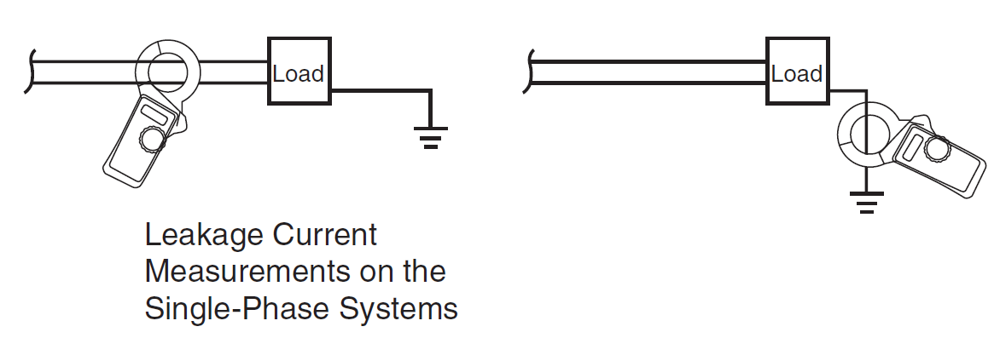 Load
Load
Leakage Current
Measurements on the
Single-Phase Systems